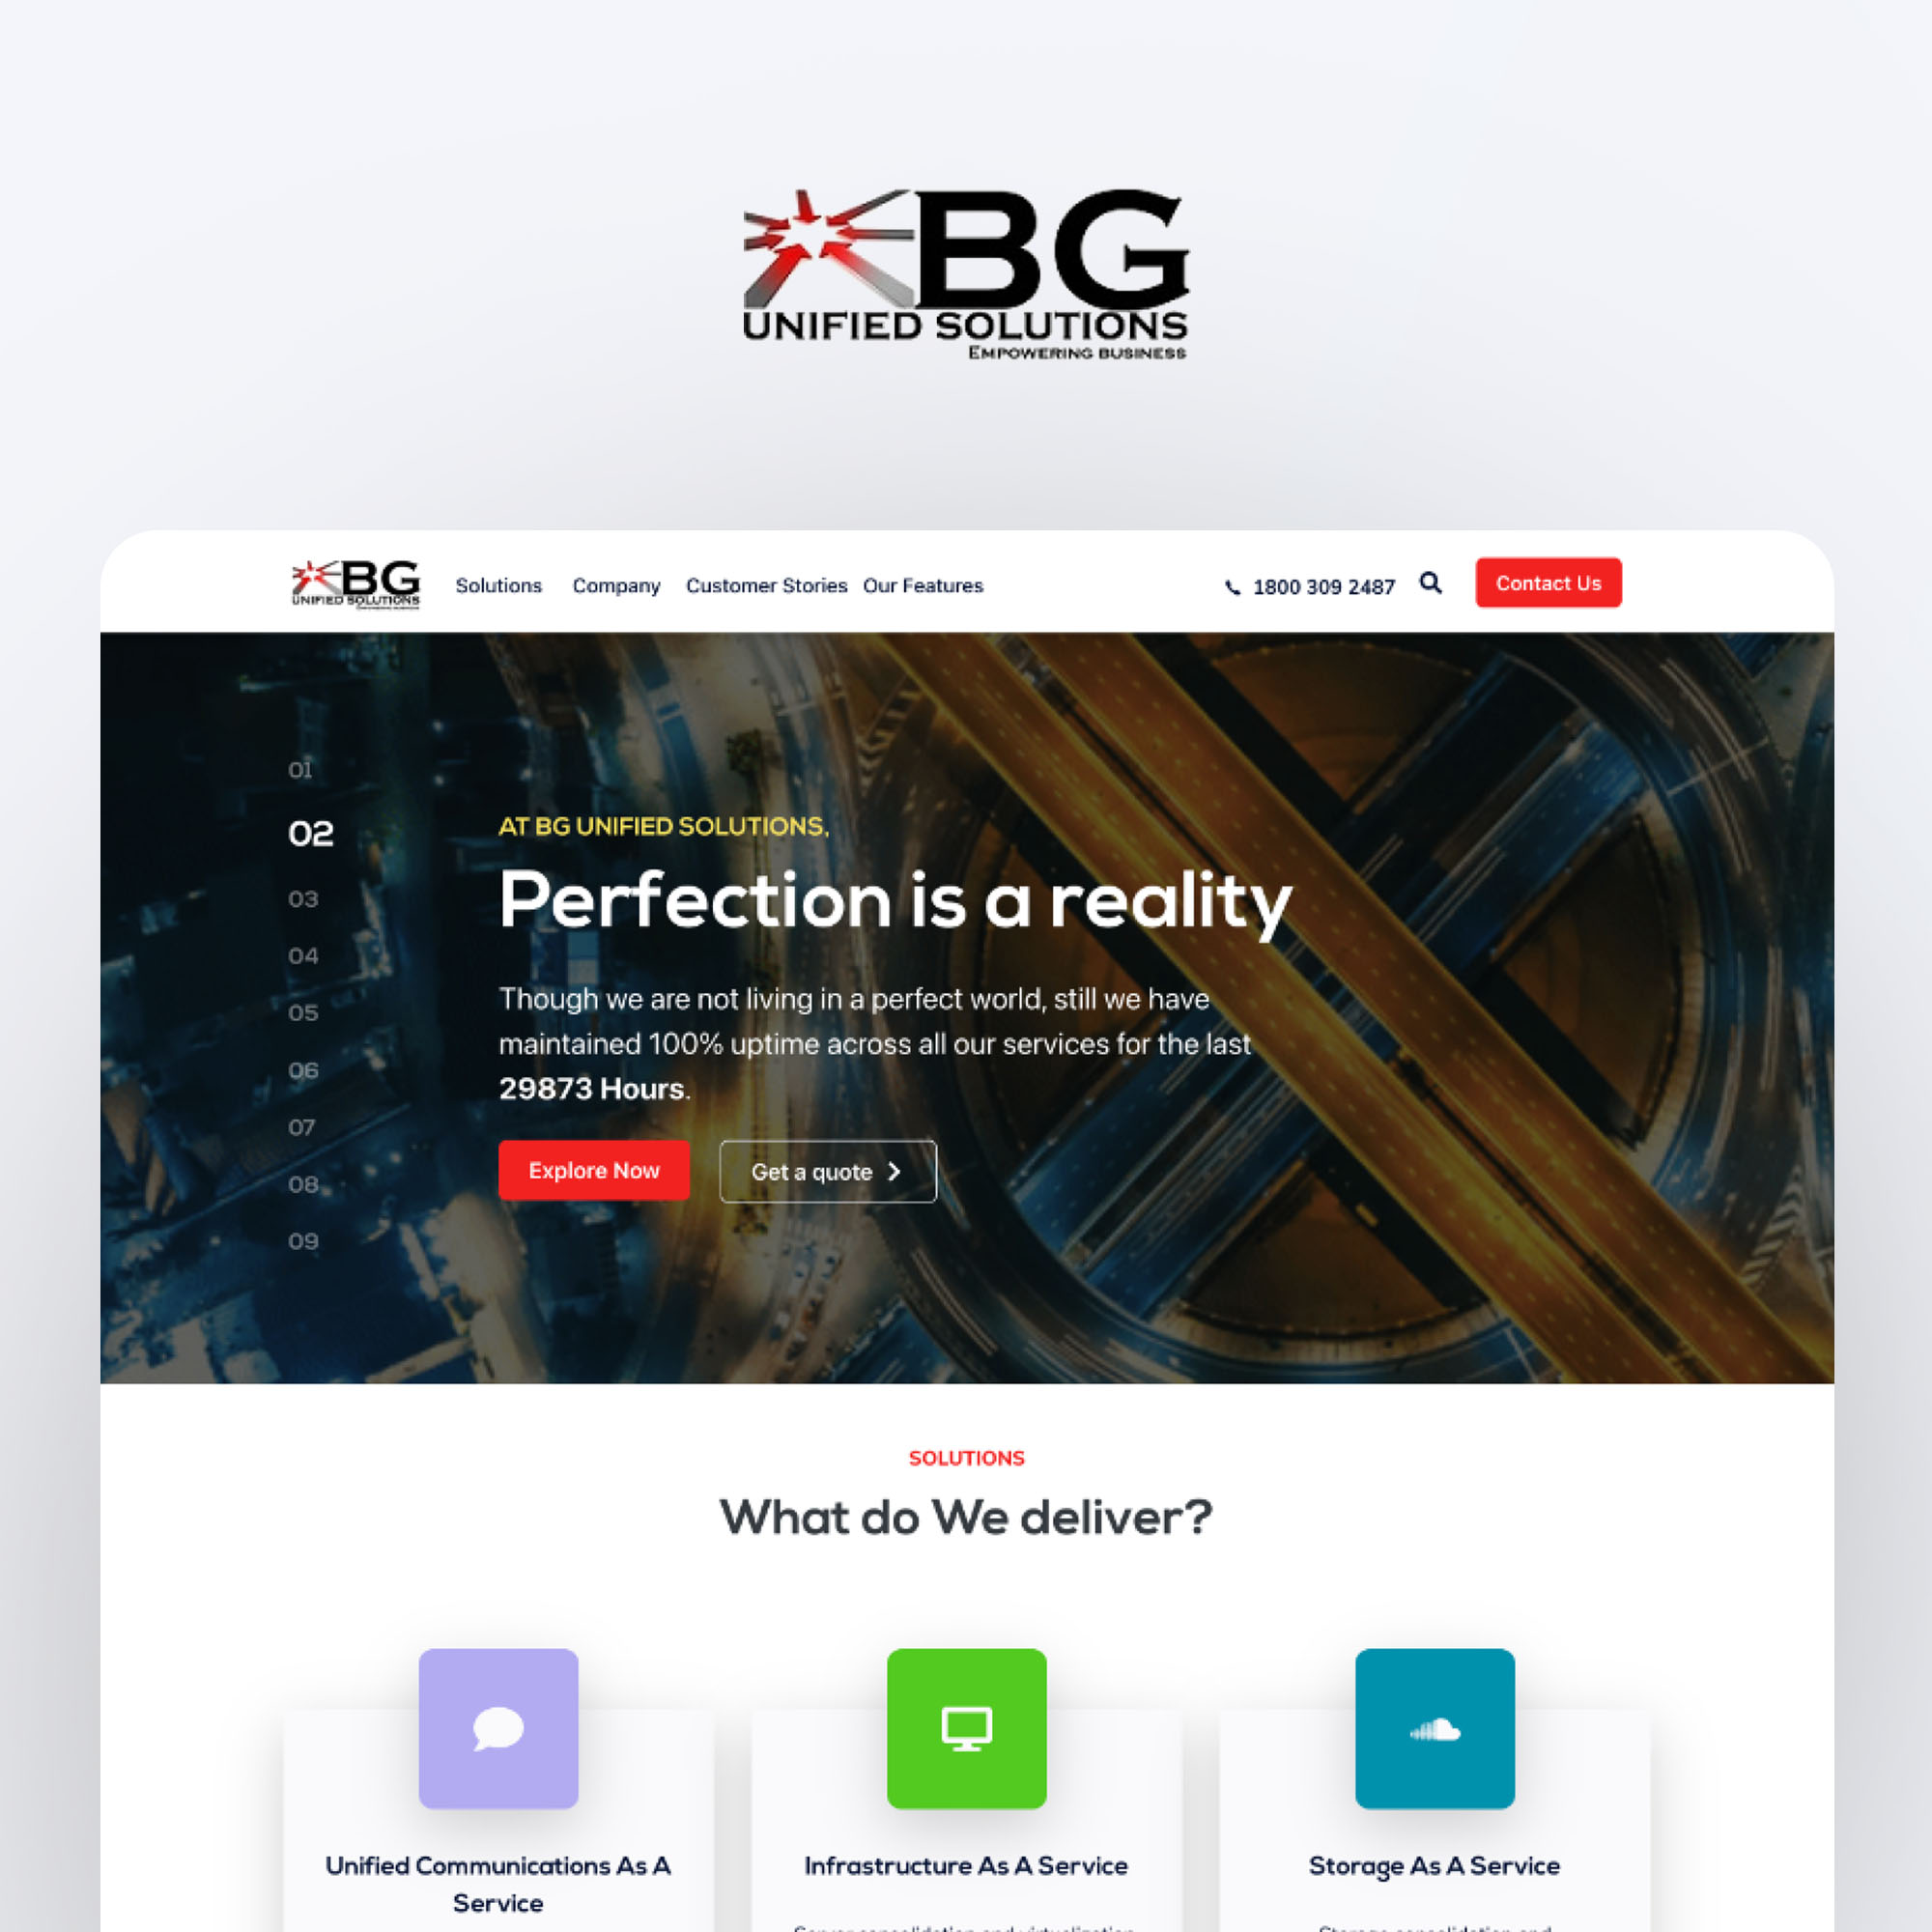 BG
UNIFIED SOLUTIONS
EMPOWERING BUSINESS
BG
UNIFIED SOLUTIONS
Solutions Company Customer Stories Our Features 1800 309 2487 Contact Us
01
02
03
04
05
06
07
08
09
AT BG UNIFIED SOLUTIONS,
Perfection is a reality
Though we are not living in a perfect world, still we have
maintained 100% uptime across all our services for the last
29873 Hours.
Explore Now Get a quote
SOLUTIONS
What do We deliver?
Unified Communications As A
Service
Infrastructure As A Service
Storage As A Service